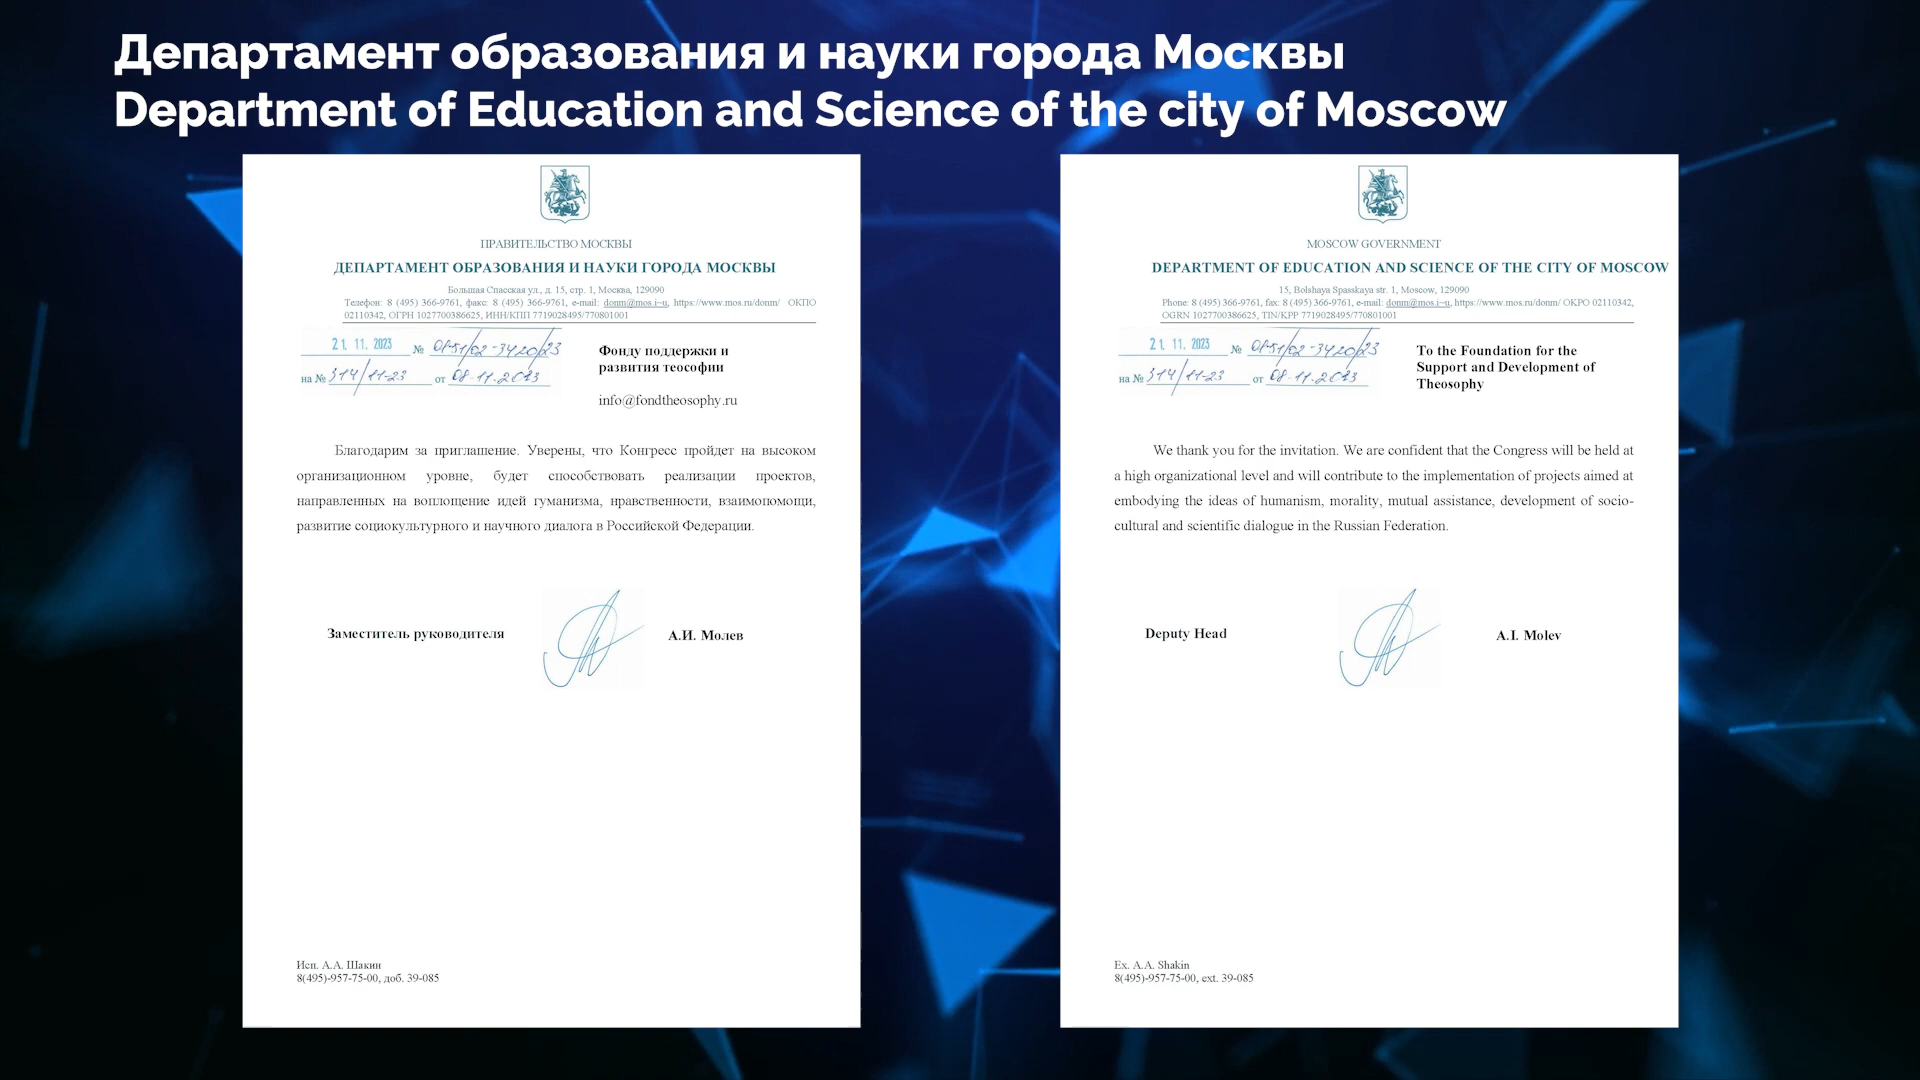 Департамент образования и науки города Москвы
Department of Education and Science of the city of Moscow
ПРАВИТЕЛЬСТВО МОСКВЫ
ДЕПАРТАМЕНТ ОБРАЗОВАНИЯ И НАУКИ ГОРОДА МОСКВЫ
Большая Спасская ул., д. 15, стр. 1, Москва, 129090
Телефон: 8 (495) 366-9761, факс: 8 (495) 366-9761, e-mail: donm@mos.i~u, https://www.mos.ru/donm/ ОКПО
02110342, ОГРН 1027700386625, ИНН/КПП 7719028495/770801001
21. 11. 2023 № 01-51/02-3420/23
на № 314/11-23 от 08.11.2023
Фонду поддержки и
развития теософии
info@fondtheosophy.ru
Благодарим за приглашение. Уверены, что Конгресс пройдет на высоком
организационном уровне, будет способствовать реализации проектов,
направленных на воплощение идей гуманизма, нравственности, взаимопомощи,
развитие социокультурного и научного диалога в Российской Федерации.
Заместитель руководителя
А.И. Молев
Исп. А.А. Шакин
8(495)-957-75-00, доб. 39-085
MOSCOW GOVERNMENT
DEPARTMENT OF EDUCATION AND SCIENCE OF THE CITY OF MOSCOW
15, Bolshaya Spasskaya str. 1, Moscow, 129090
Phone: 8 (495) 366-9761, fax: 8 (495) 366-9761, e-mail: donm@mos.i~u, https://www.mos.ru/donm/ OKPO 02110342,
OGRN 1027700386625, TIN/KPP 7719028495/770801001
21. 11. 2023 № 01-51/02-3420/23
на № 314/11-23 от 08.11.2023
To the Foundation for the
Support and Development of
Theosophy
We thank you for the invitation. We are confident that the Congress will be held at
a high organizational level and will contribute to the implementation of projects aimed at
embodying the ideas of humanism, morality, mutual assistance, development of socio-
cultural and scientific dialogue in the Russian Federation.
Deputy Head
A.I. Molev
Ex. A.A. Shakin
8(495)-957-75-00, ext. 39-085